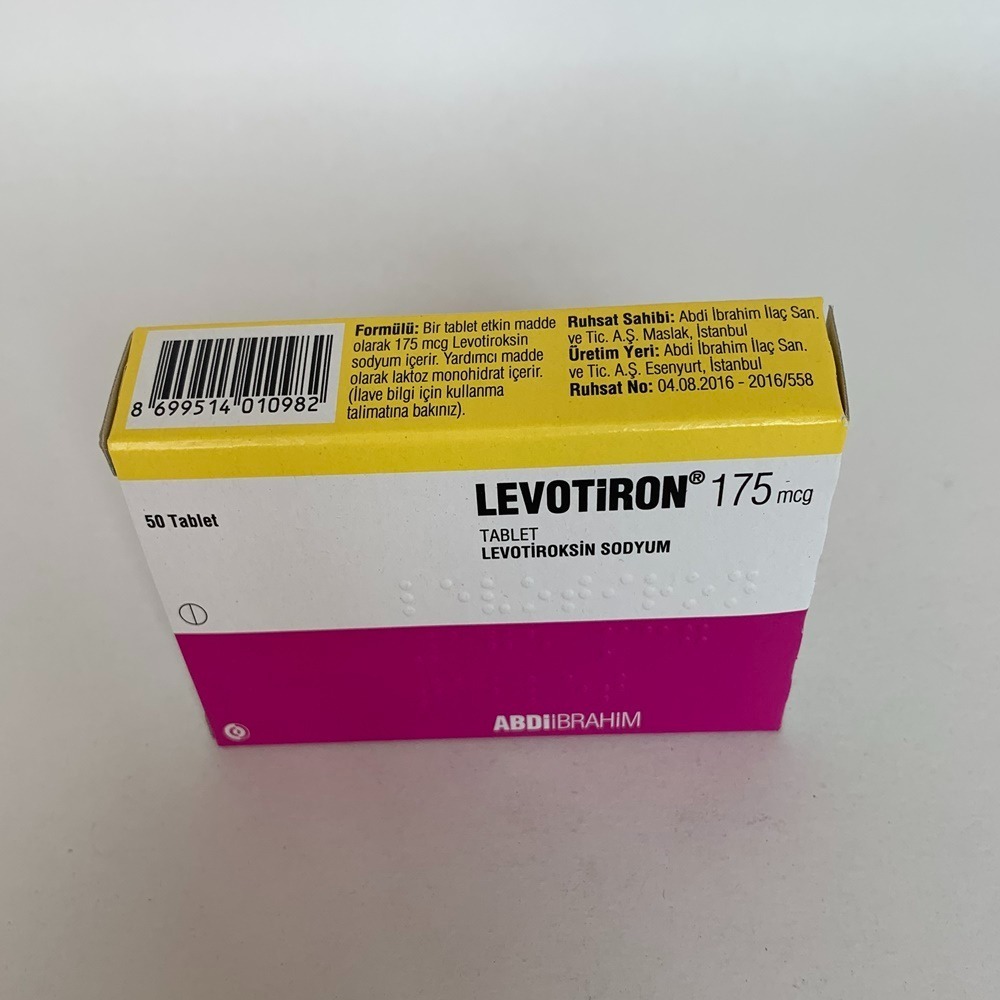 8 699514 010982
Formülü: Bir tablet etkin madde
olarak 175 mcg Levotiroksin
sodyum içerir. Yardımcı madde
olarak laktoz monohidrat içerir.
(İlave bilgi için kullanma
talimatına bakınız).
Ruhsat Sahibi: Abdi İbrahim İlaç San.
ve Tic. A.Ş. Maslak, İstanbul
Üretim Yeri: Abdi İbrahim İlaç San.
ve Tic. A.Ş. Esenyurt, İstanbul
Ruhsat No: 04.08.2016 - 2016/558
50 Tablet
LEVOTiRON® 175 mcg
TABLET
LEVOTİROKSİN SODYUM
ABDiİBRAHİM